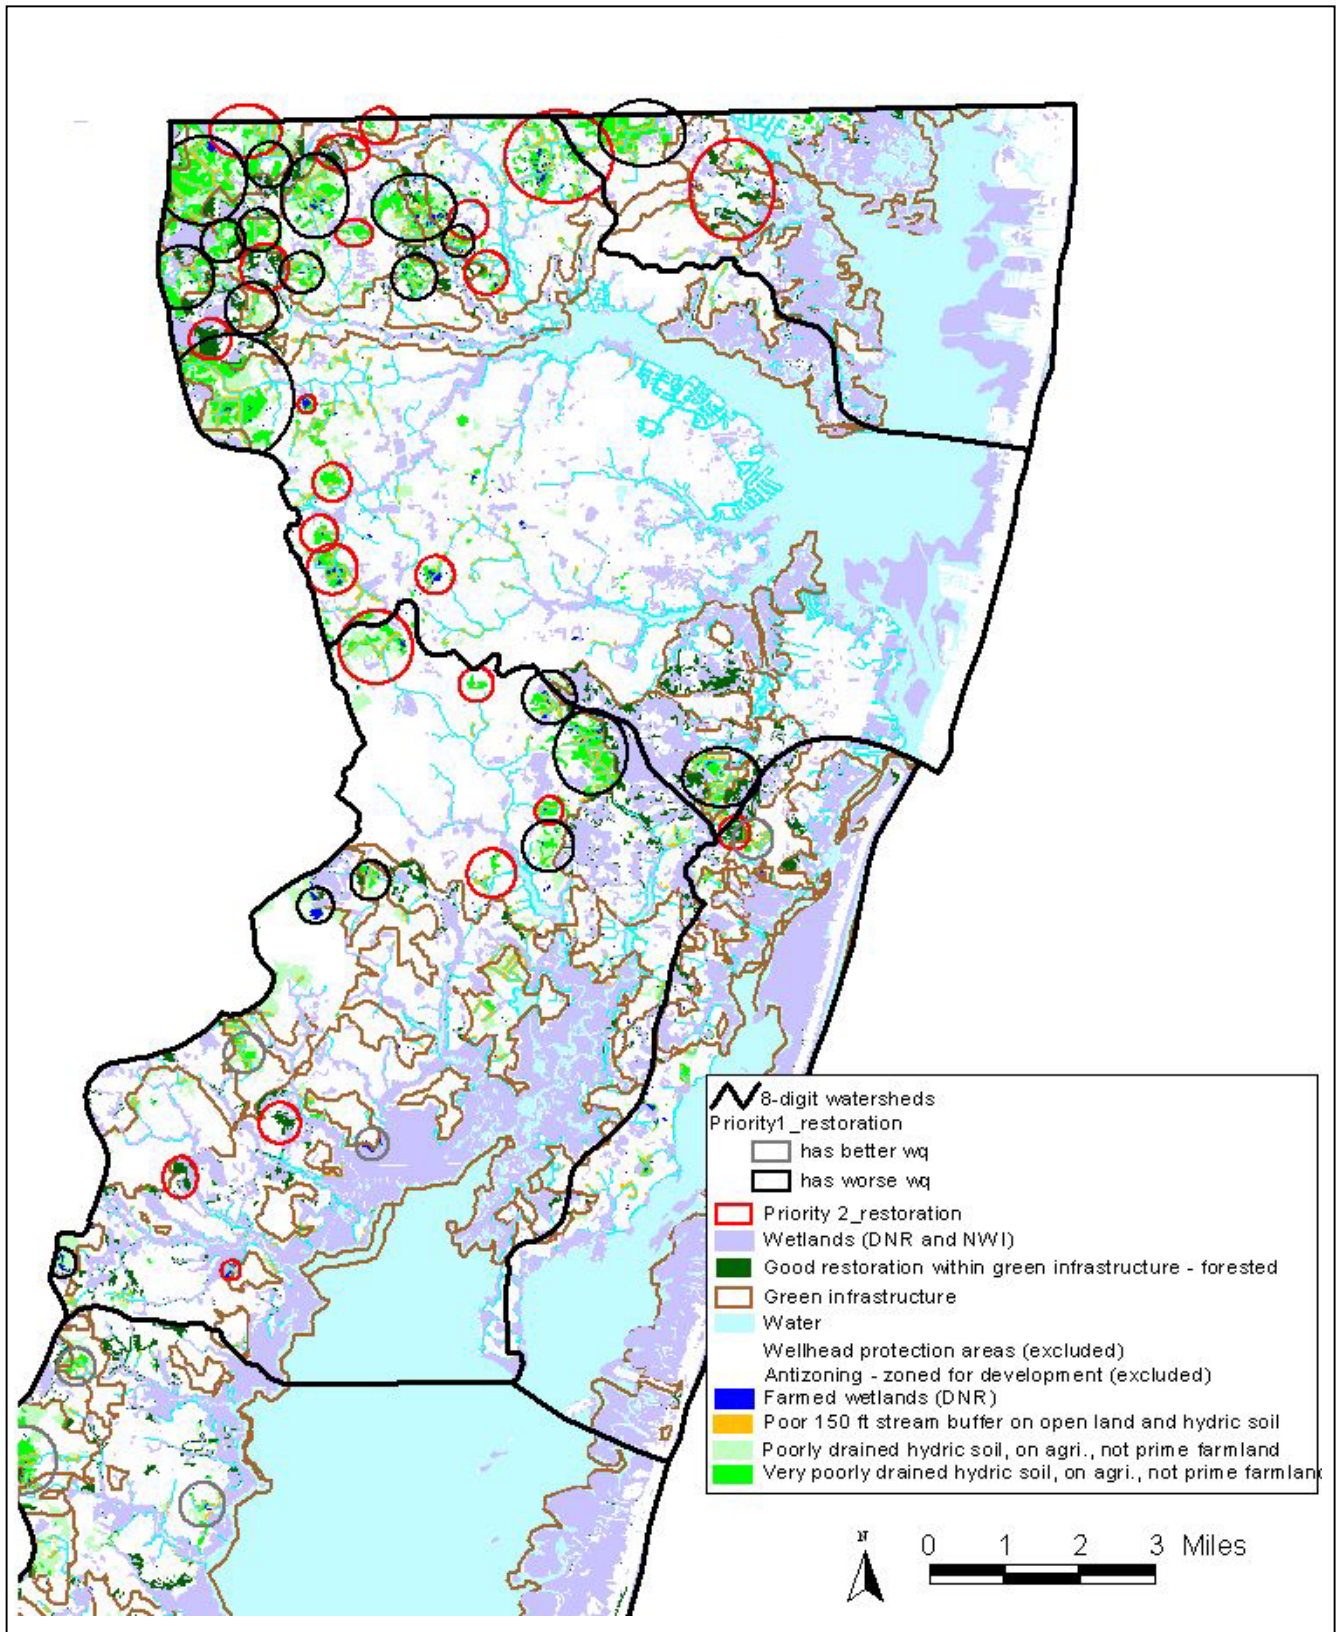 8-digit watersheds
Priority1_restoration
has better wq
has worse wq
Priority 2_restoration
Wetlands (DNR and NWI)
Good restoration within green infrastructure - forested
Green infrastructure
Water
Wellhead protection areas (excluded)
Antizoning - zoned for development (excluded)
Farmed wetlands (DNR)
Poor 150 ft stream buffer on open land and hydric soil
Poorly drained hydric soil, on agri., not prime farmland
Very poorly drained hydric soil, on agri., not prime farmlan
N
0 1 2 3 Miles